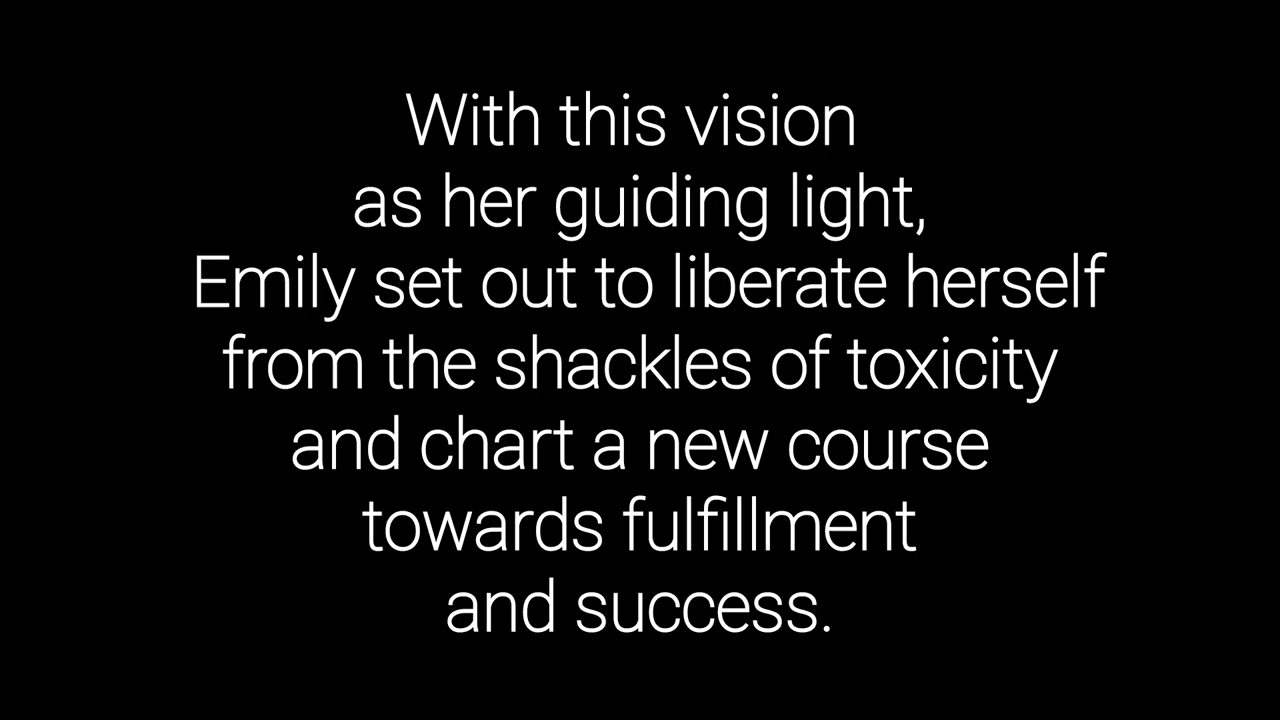 With this vision
as her guiding light,
Emily set out to liberate herself
from the shackles of toxicity
and chart a new course
towards fulfillment
and success.